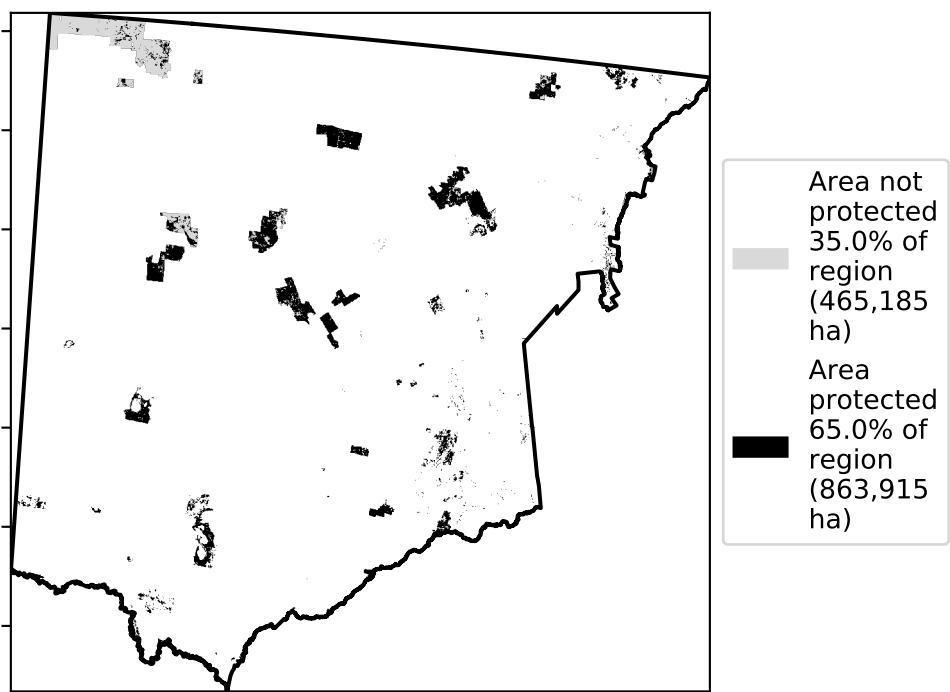 Area not
protected
35.0% of
region
(465,185
ha)
Area
protected
65.0% of
region
(863,915
ha)